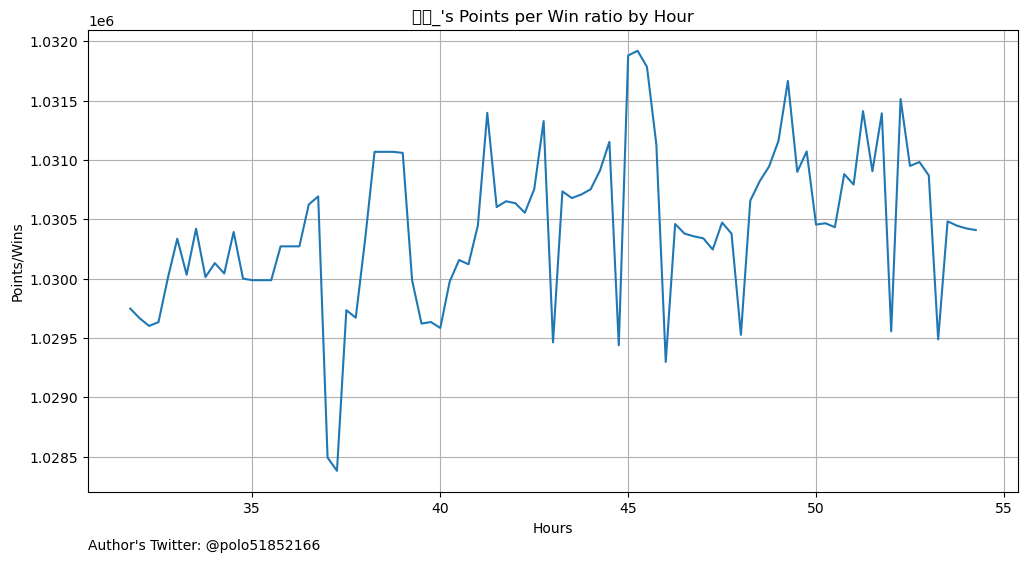 1e6
_'s Points per Win ratio by Hour
1.0320
1.0315
1.0310
1.0305
1.0300
1.0295
1.0290
1.0285
Points/Wins
35 40 45 50 55
Hours
Author's Twitter: @polo51852166